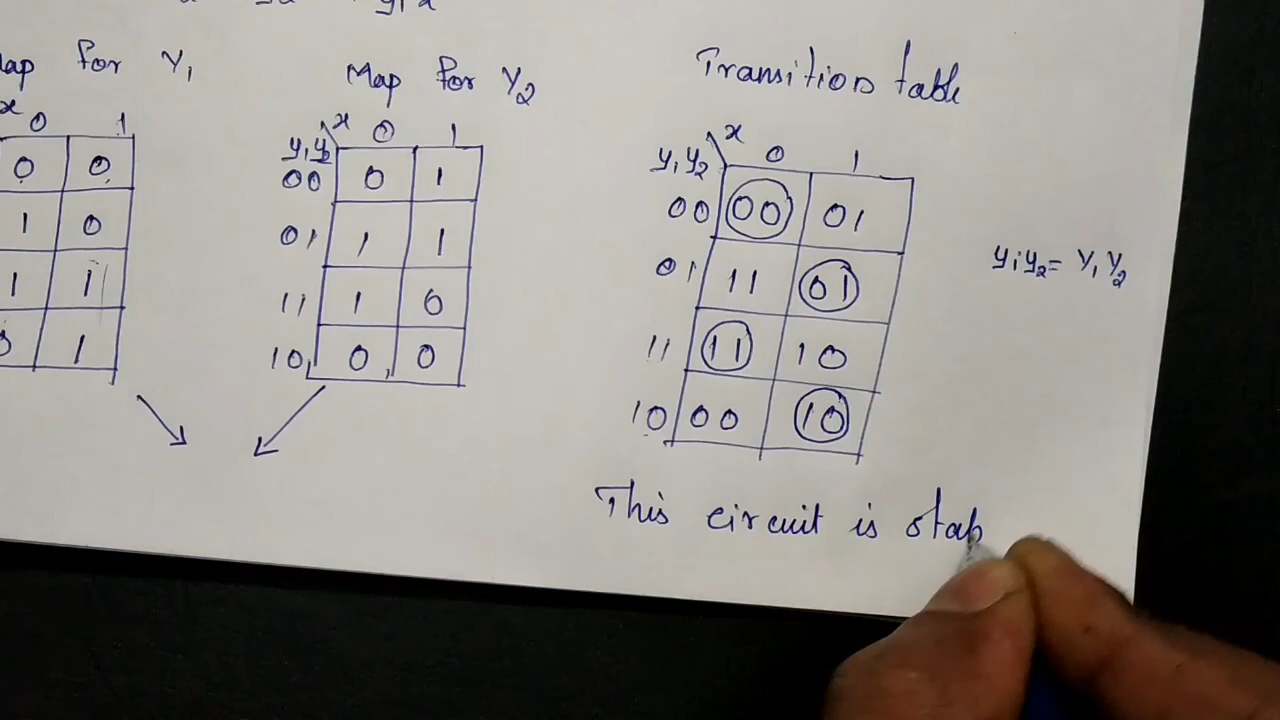 y1x
Map for Y1
x 0 1
0 0
1 0
1 1
1
Map for Y2
y1y2 x 0 1
00 0 1
01 1 1
11 1 0
10 0 0
Transition table
y1y2 x 0 1
00 00 01
01 11 01
11 11 10
10 00 10
y1y2 = Y1Y2
This circuit is stab